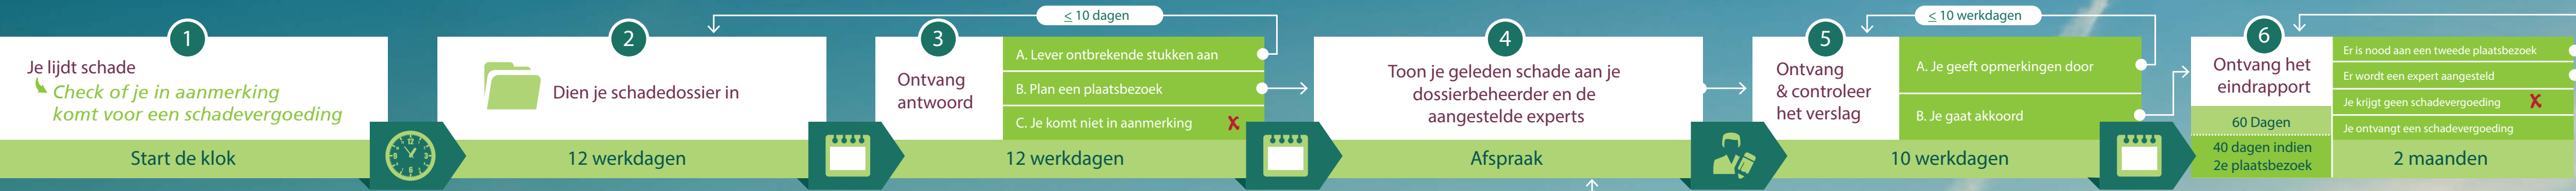 1
Je lijdt schade
Check of je in aanmerking
komt voor een schadevergoeding
Start de klok
2
Dien je schadedossier in
12 werkdagen
≤ 10 dagen
3
Ontvang
antwoord
A. Lever ontbrekende stukken aan
B. Plan een plaatsbezoek
C. Je komt niet in aanmerking
12 werkdagen
4
Toon je geleden schade aan je
dossierbeheerder en de
aangestelde experts
Afspraak
≤ 10 werkdagen
5
Ontvang
& controleer
het verslag
A. Je geeft opmerkingen door
B. Je gaat akkoord
10 werkdagen
6
Ontvang het
eindrapport
60 Dagen
40 dagen indien
2e plaatsbezoek
Er is nood aan een tweede plaatsbezoek
Er wordt een expert aangesteld
Je krijgt geen schadevergoeding
Je ontvangt een schadevergoeding
2 maanden